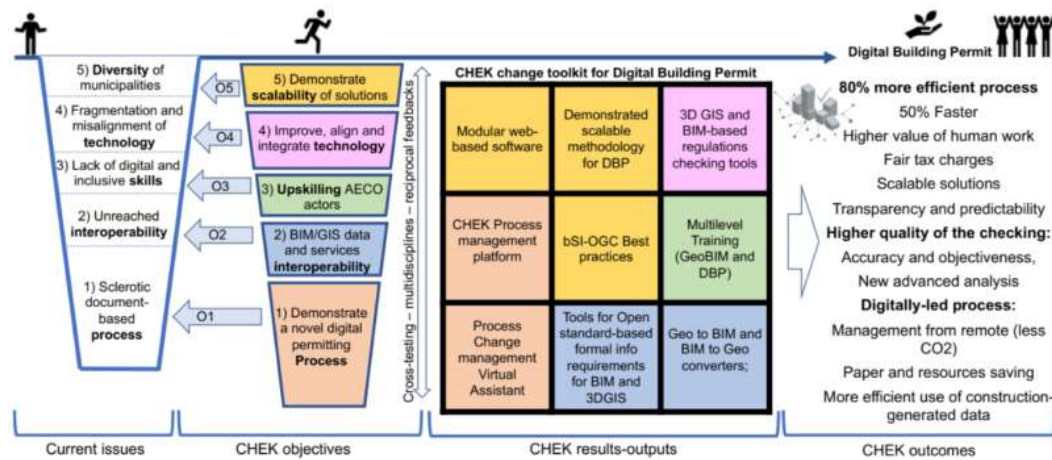 5) Diversity of
municipalities
4) Fragmentation and
misalignment of
technology
3) Lack of digital and
inclusive skills
2) Unreached
interoperability
1) Sclerotic
document-
based
process
Current issues
O5
O4
O3
O2
O1
5) Demonstrate
scalability of solutions
4) Improve, align and
integrate technology
3) Upskilling AECO
actors
2) BIM/GIS data
and services
interoperability
1) Demonstrate
a novel digital
permitting
Process
CHEK objectives
Cross-testing – multidisciplines – reciprocal feedbacks
CHEK change toolkit for Digital Building Permit
Modular web-
based software
Demonstrated
scalable
methodology
for DBP
3D GIS and
BIM-based
regulations
checking tools
CHEK Process
management
platform
bSI-OGC Best
practices
Multilevel
Training
(GeoBIM and
DBP)
Process
Change
management
Virtual
Assistant
Tools for Open
standard-based
formal info
requirements
for BIM and
3DGIS
Geo to BIM and
BIM to Geo
converters;
CHEK results-outputs
Digital Building Permit
80% more efficient process
50% Faster
Higher value of human work
Fair tax charges
Scalable solutions
Transparency and predictability
Higher quality of the checking:
Accuracy and objectiveness,
New advanced analysis
Digitally-led process:
Management from remote (less
CO2)
Paper and resources saving
More efficient use of construction-
generated data
CHEK outcomes